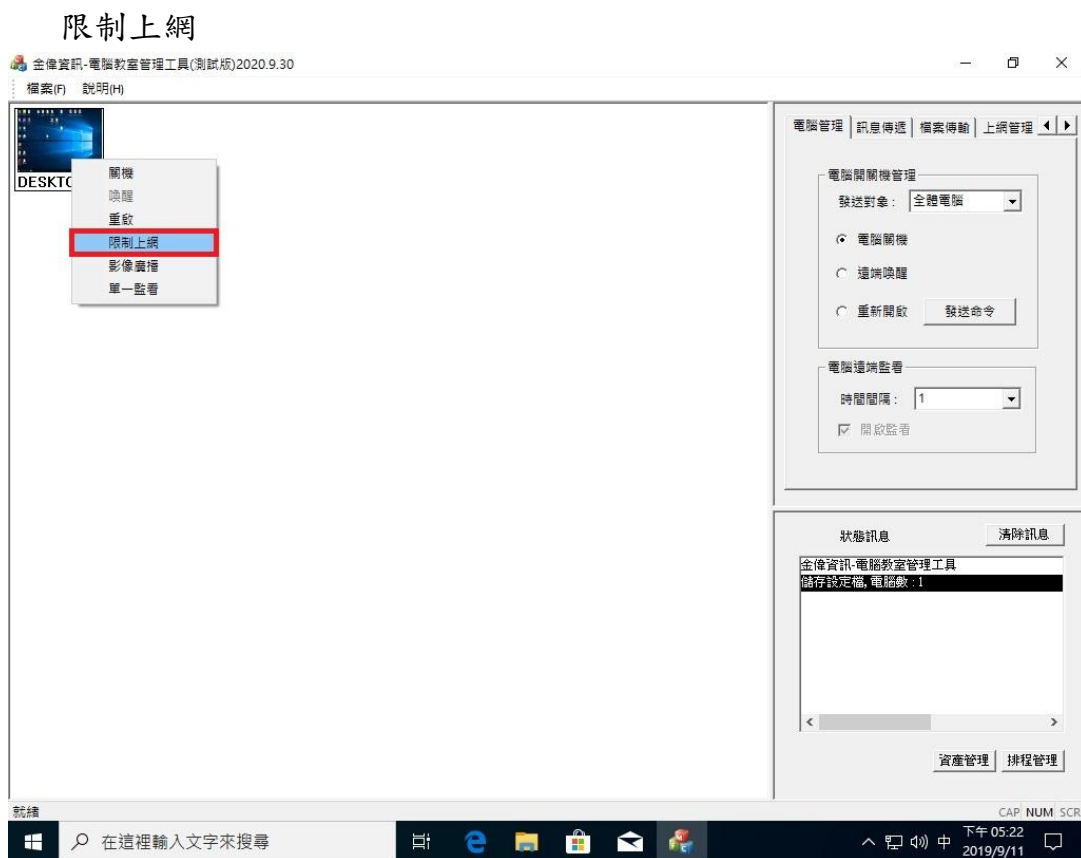 限制上網
金偉資訊-電腦教室管理工具(測試版)2020.9.30
檔案(F) 說明(H)
DESKTO
關機
喚醒
重啟
限制上網
影像廣播
單一監看
電腦管理 訊息傳遞 檔案傳輸 上網管理
電腦開關機管理
發送對象: 全體電腦
電腦關機
遠端喚醒
重新開啟 發送命令
電腦遠端監看
時間間隔: 1
開啟監看
狀態訊息 清除訊息
金偉資訊-電腦教室管理工具
儲存設定檔, 電腦數 : 1
資產管理 排程管理
就緒 CAP NUM SCR
在這裡輸入文字來搜尋
中
下午 05:22
2019/9/11